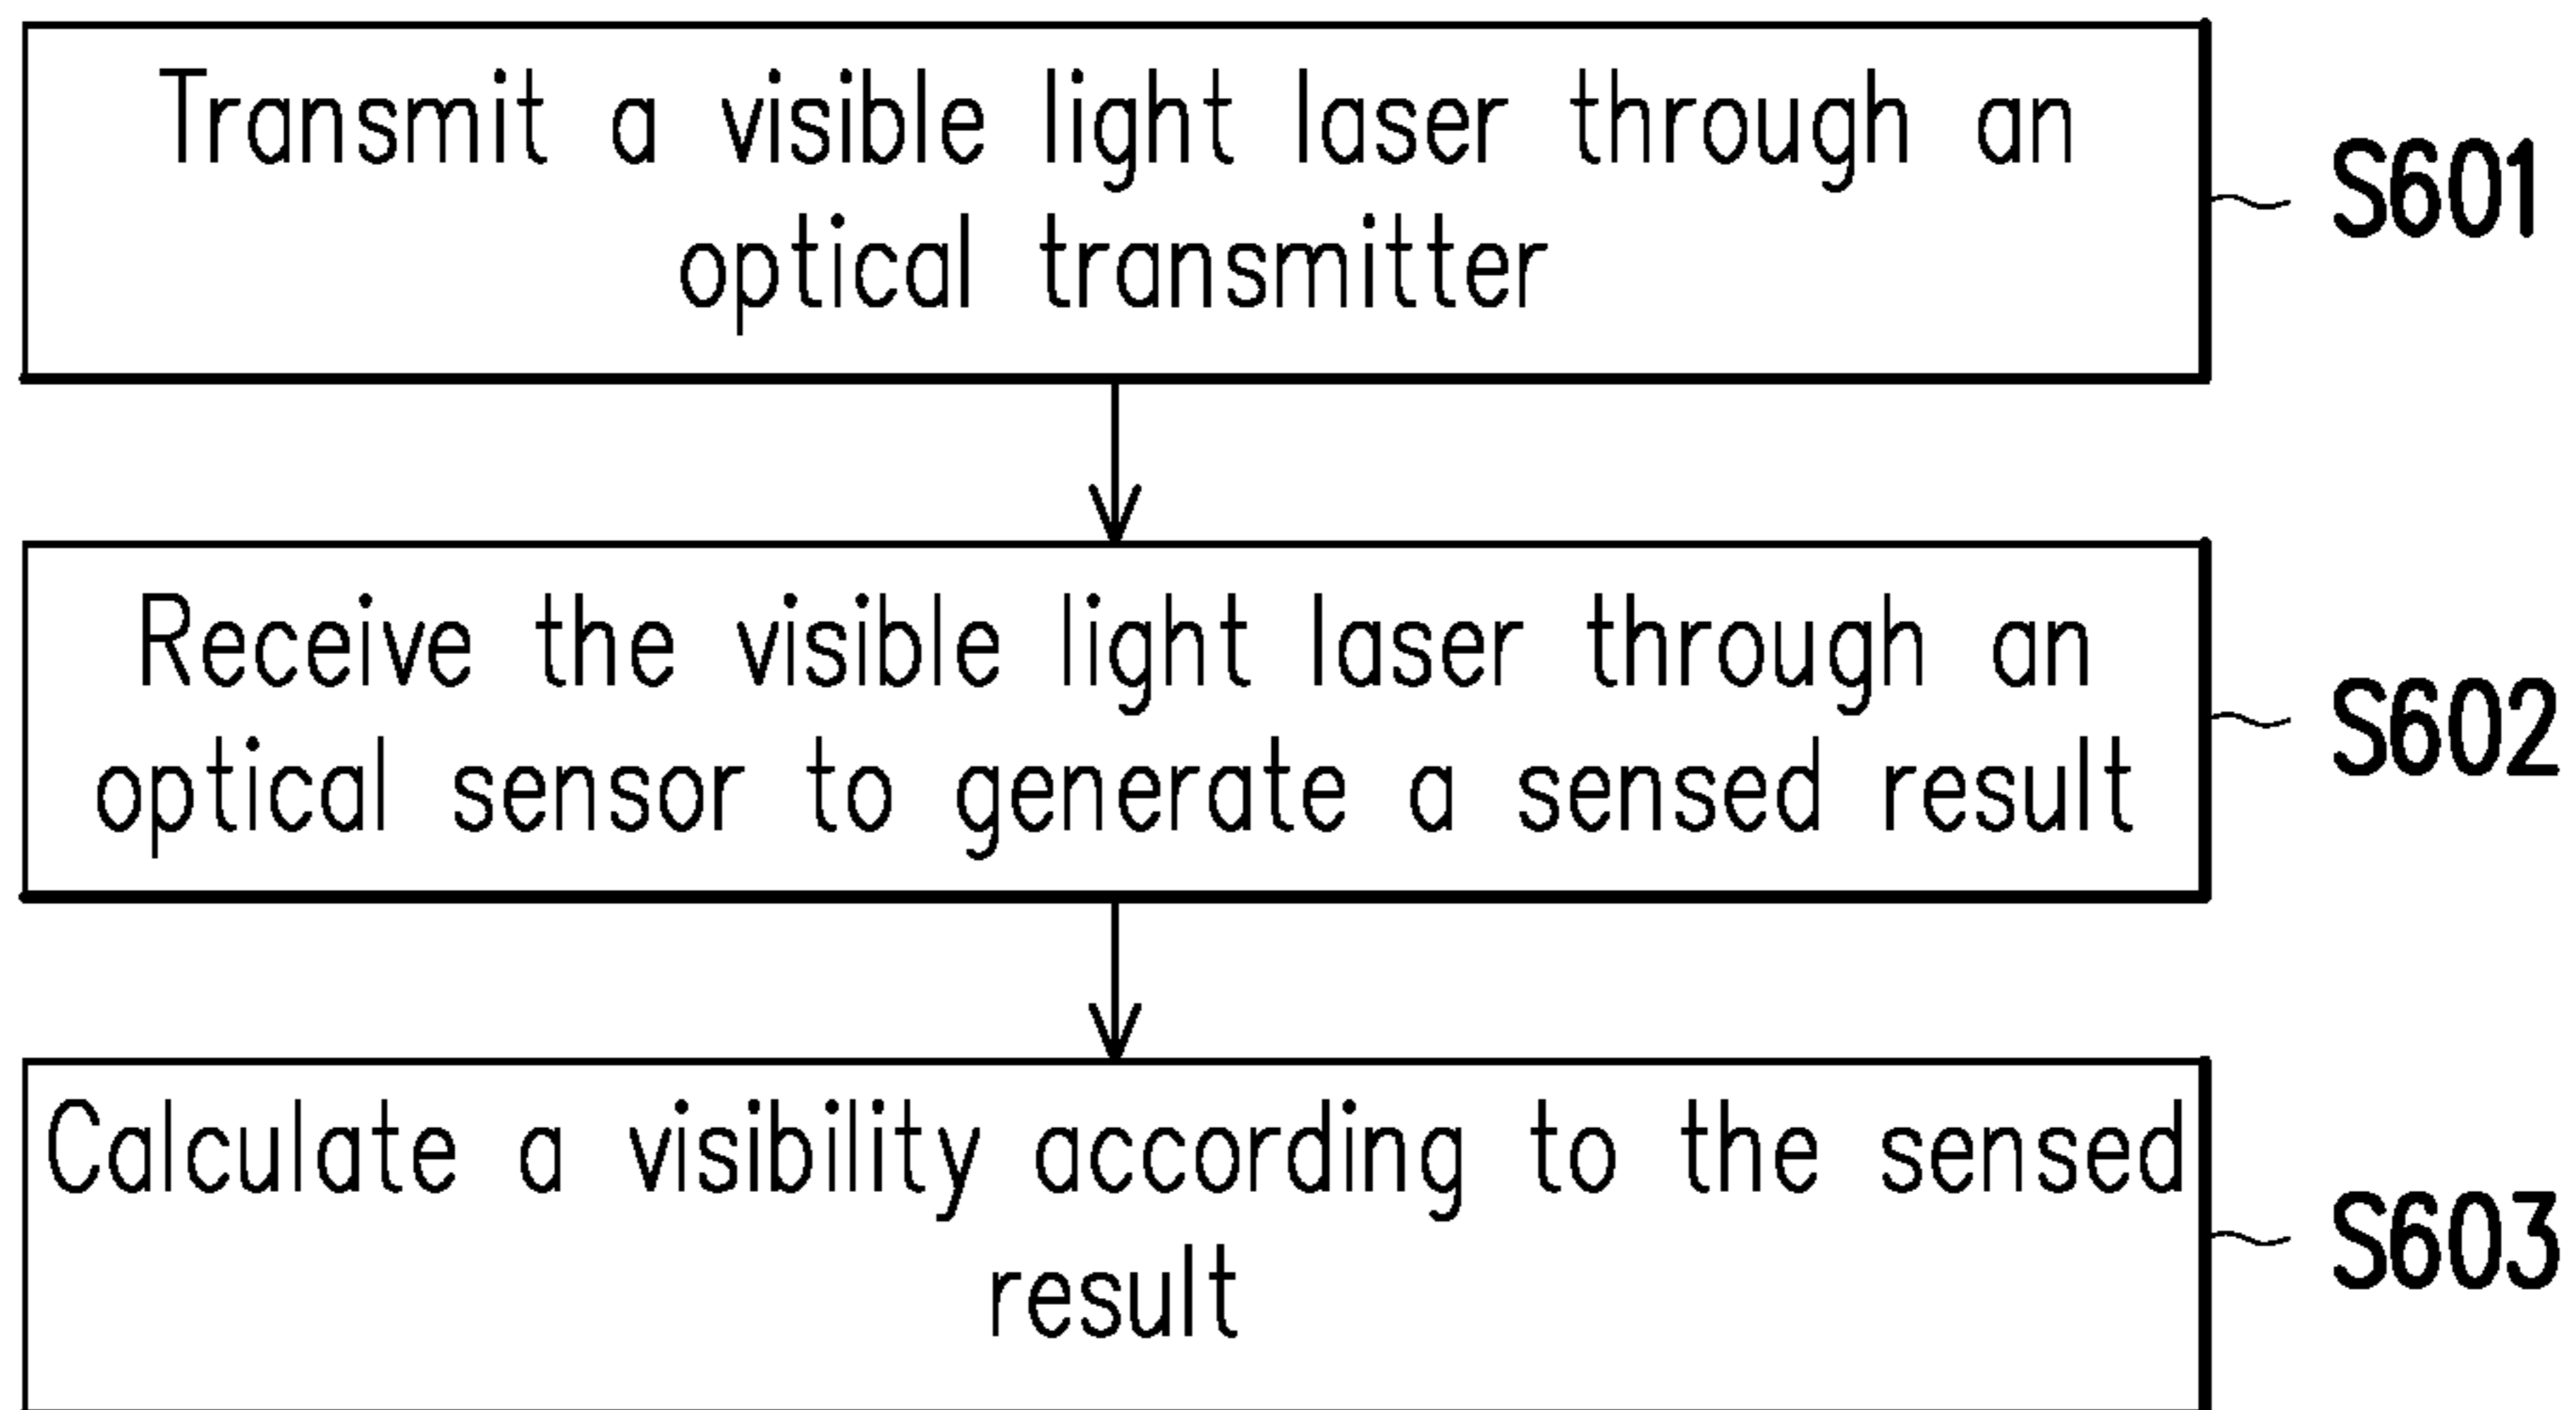 Transmit a visible light laser through an
optical transmitter
S601
Receive the visible light laser through an
optical sensor to generate a sensed result
S602
Calculate a visibility according to the sensed
result
S603